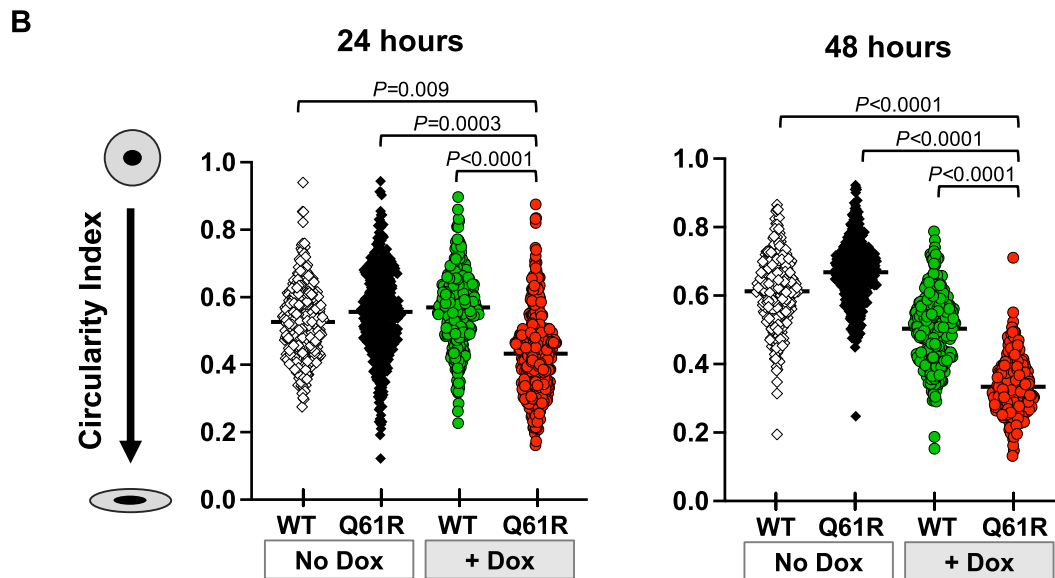 B
24 hours
P=0.009
P=0.0003
P<0.0001
Circularity Index
1.0
0.8
0.6
0.4
0.2
0.0
WT Q61R WT Q61R
No Dox + Dox
48 hours
P<0.0001
P<0.0001
P<0.0001
1.0
0.8
0.6
0.4
0.2
0.0
WT Q61R WT Q61R
No Dox + Dox